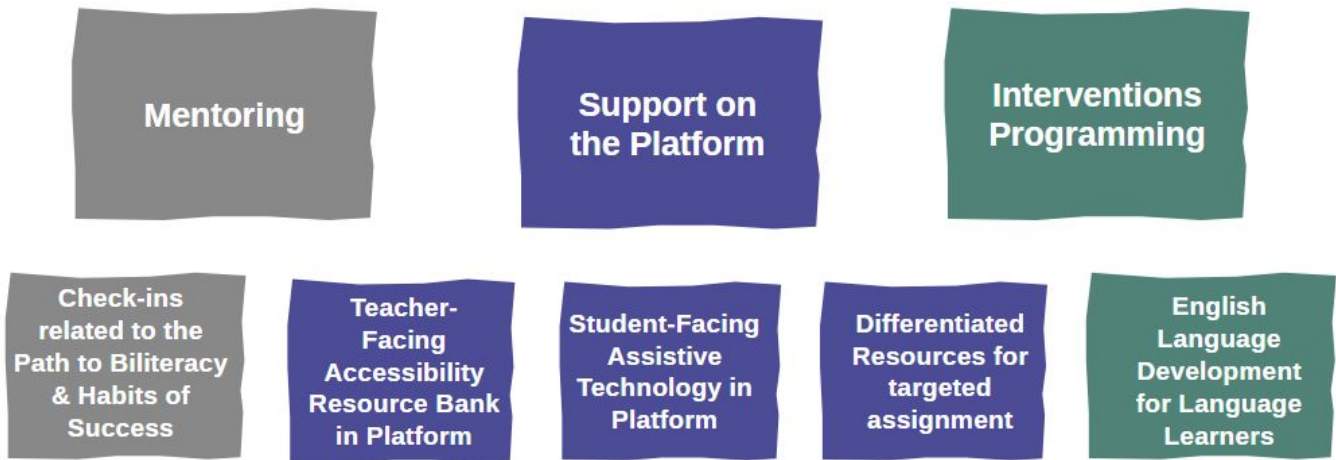 Mentoring
Support on
the Platform
Interventions
Programming
Check-ins
related to the
Path to Biliteracy
& Habits of
Success
Teacher-
Facing
Accessibility
Resource Bank
in Platform
Student-Facing
Assistive
Technology in
Platform
Differentiated
Resources for
targeted
assignment
English
Language
Development
for Language
Learners